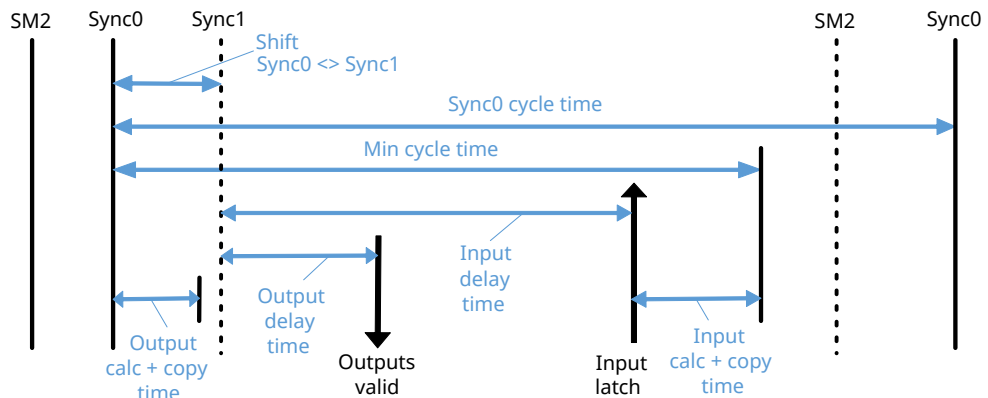 SM2
Sync0
Sync1
SM2
Sync0
Shift
Sync0 <> Sync1
Sync0 cycle time
Min cycle time
Input
delay
time
Output
delay
time
Output
calc + copy
time
Outputs
valid
Input
latch
Input
calc + copy
time